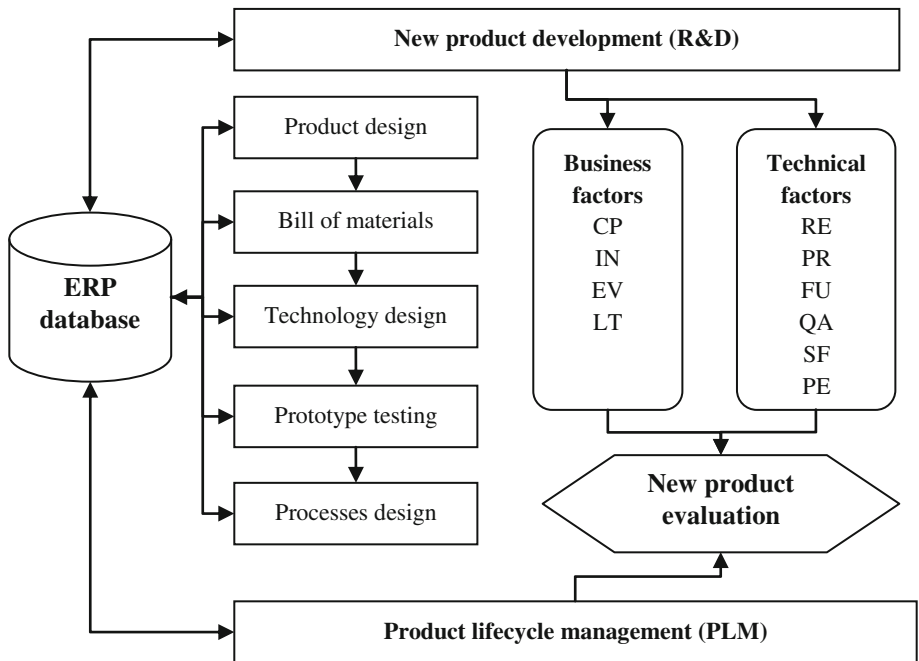 New product development (R&D)
Product design
Bill of materials
Technology design
Prototype testing
Processes design
ERP
database
Business
factors
CP
IN
EV
LT
Technical
factors
RE
PR
FU
QA
SF
PE
New product
evaluation
Product lifecycle management (PLM)